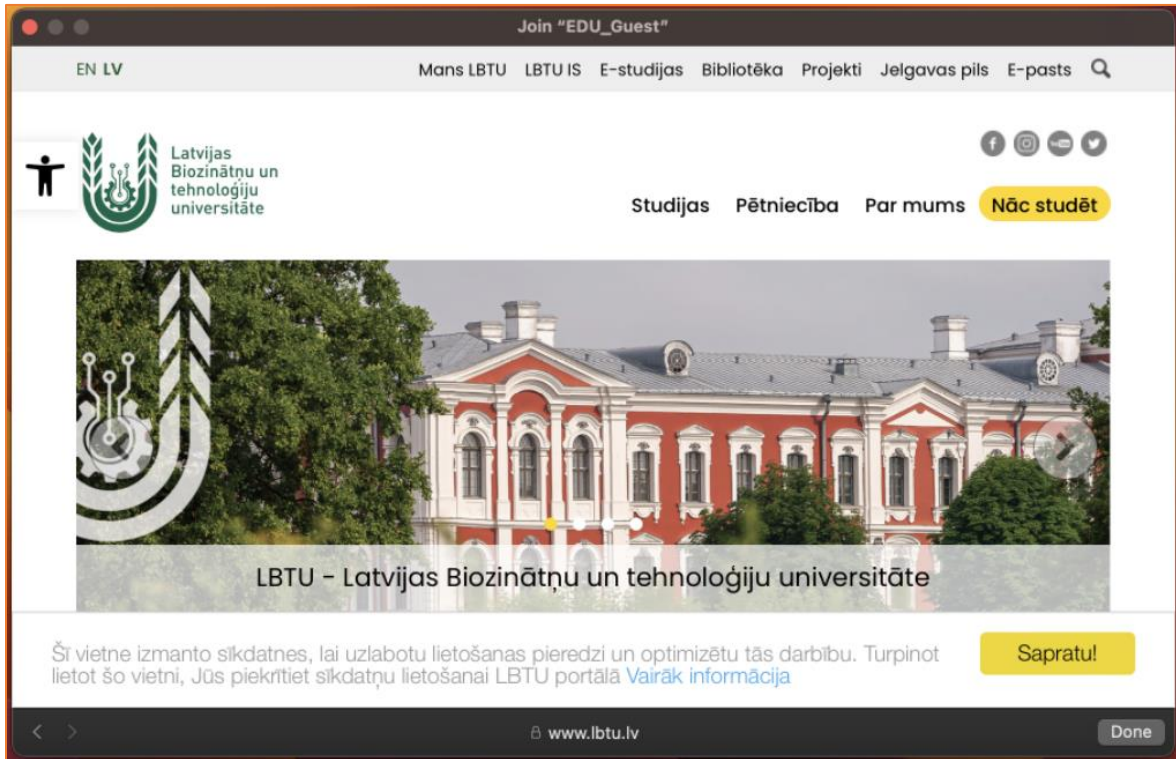 Join “EDU_Guest”
EN LV
Mans LBTU LBTU IS E-studijas Bibliotēka Projekti Jelgavas pils E-pasts
Latvijas
Biozinātņu un
tehnoloģiju
universitāte
Studijas Pētniecība Par mums Nāc studēt
LBTU - Latvijas Biozinātņu un tehnoloģiju universitāte
Šī vietne izmanto sīkdatnes, lai uzlabotu lietošanas pieredzi un optimizētu tās darbību. Turpinot
lietot šo vietni, Jūs piekrītiet sīkdatņu lietošanai LBTU portālā Vairāk informācija
Sapratu!
www.lbtu.lv
Done